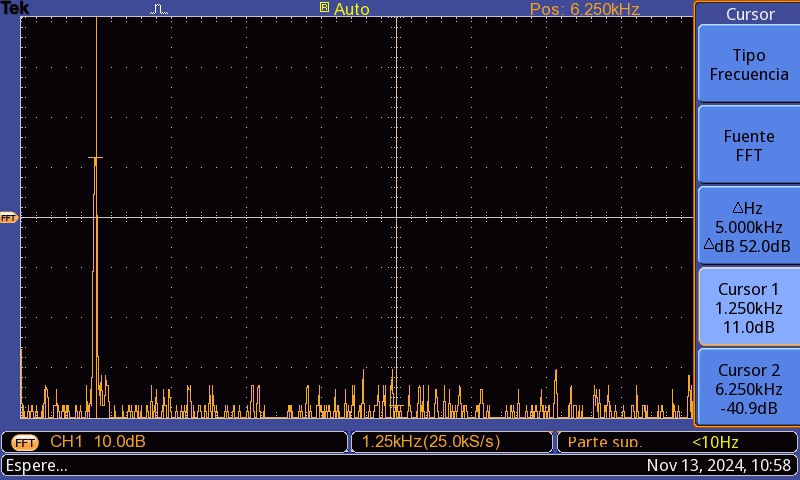 Tek
R Auto
Pos: 6.250kHz
Cursor
Tipo
Frecuencia
Fuente
FFT
△Hz
5.000kHz
△dB 52.0dB
Cursor 1
1.250kHz
11.0dB
Cursor 2
6.250kHz
-40.9dB
FFT
FFT CH1 10.0dB
1.25kHz(25.0kS/s)
Parte sup.
<10Hz
Espere...
Nov 13, 2024, 10:58